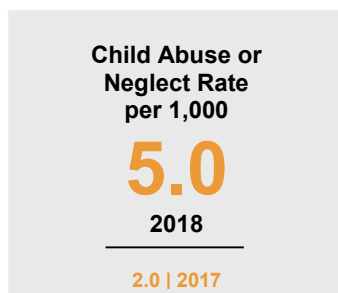 Child Abuse or
Neglect Rate
per 1,000
5.0
2018
2.0 | 2017